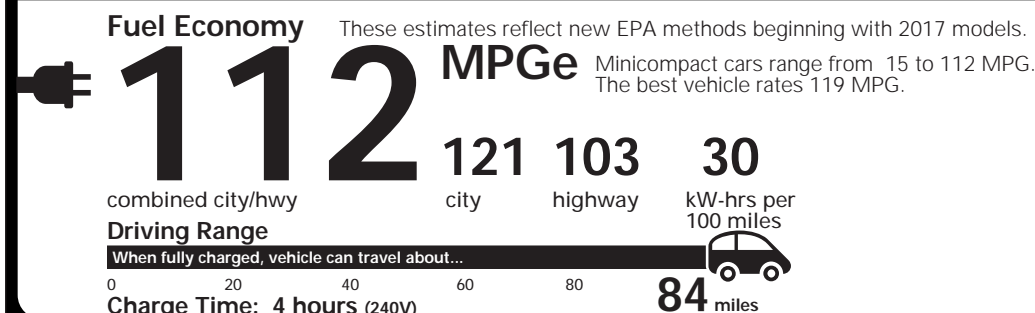 Fuel Economy These estimates reflect new EPA methods beginning with 2017 models.
112 MPGe Minicompact cars range from 15 to 112 MPG.
The best vehicle rates 119 MPG.
121 103 30
combined city/hwy city highway kW-hrs per
100 miles
Driving Range
When fully charged, vehicle can travel about...
0 20 40 60 80 84 miles
Charge Time: 4 hours (240V)